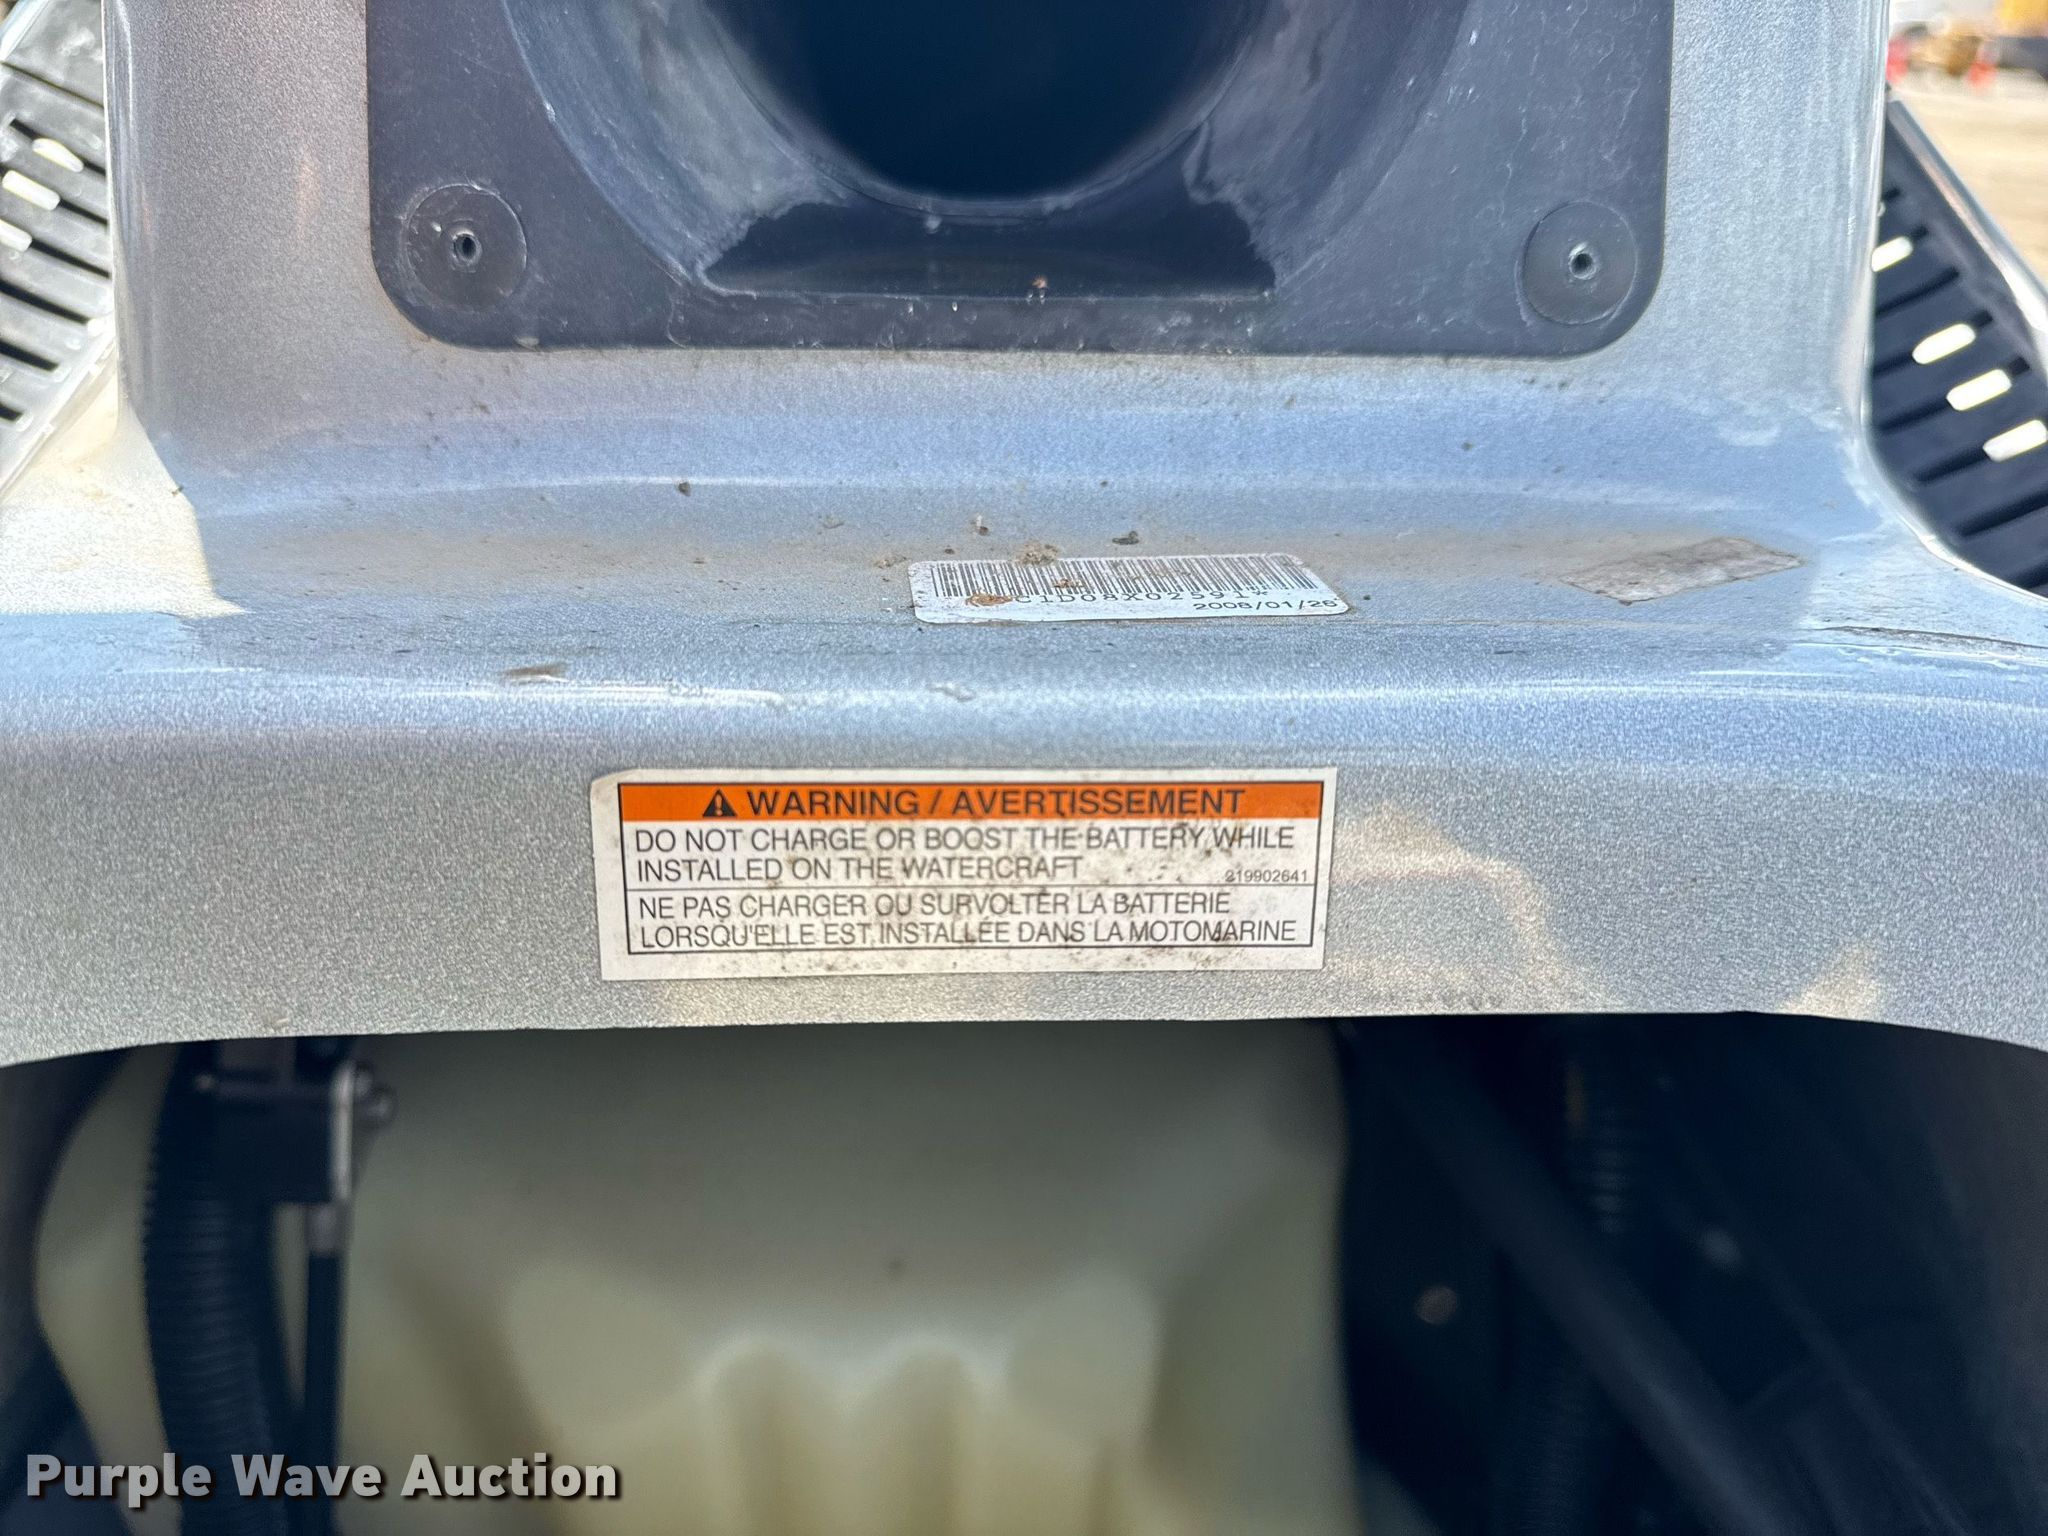 C1D08X02591*
2008/01/26
WARNING / AVERTISSEMENT
DO NOT CHARGE OR BOOST THE BATTERY WHILE
INSTALLED ON THE WATERCRAFT
219902641
NE PAS CHARGER OU SURVOLTER LA BATTERIE
LORSQU'ELLE EST INSTALLÉE DANS LA MOTOMARINE
Purple Wave Auction